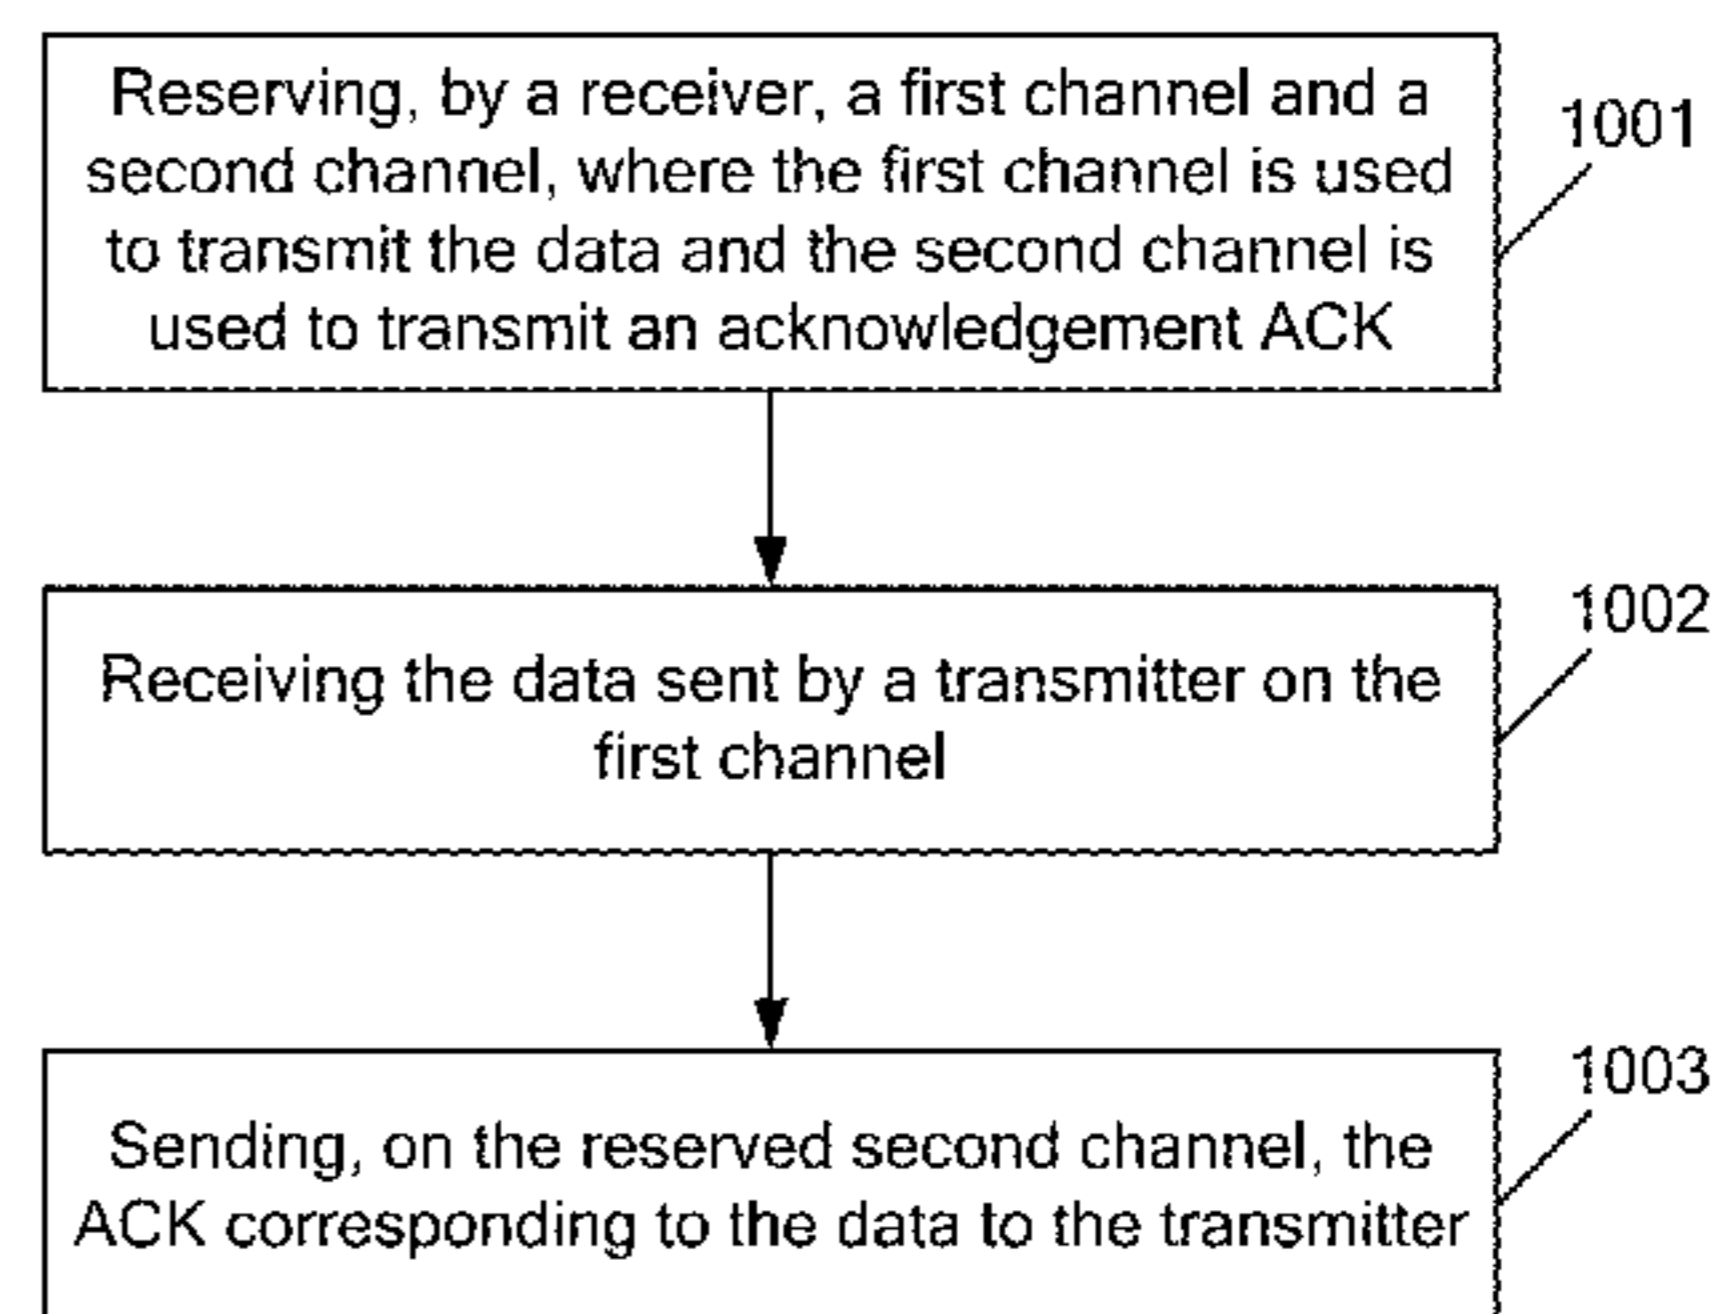 Reserving, by a receiver, a first channel and a
second channel, where the first channel is used
to transmit the data and the second channel is
used to transmit an acknowledgement ACK
1001
Receiving the data sent by a transmitter on the
first channel
1002
Sending, on the reserved second channel, the
ACK corresponding to the data to the transmitter
1003